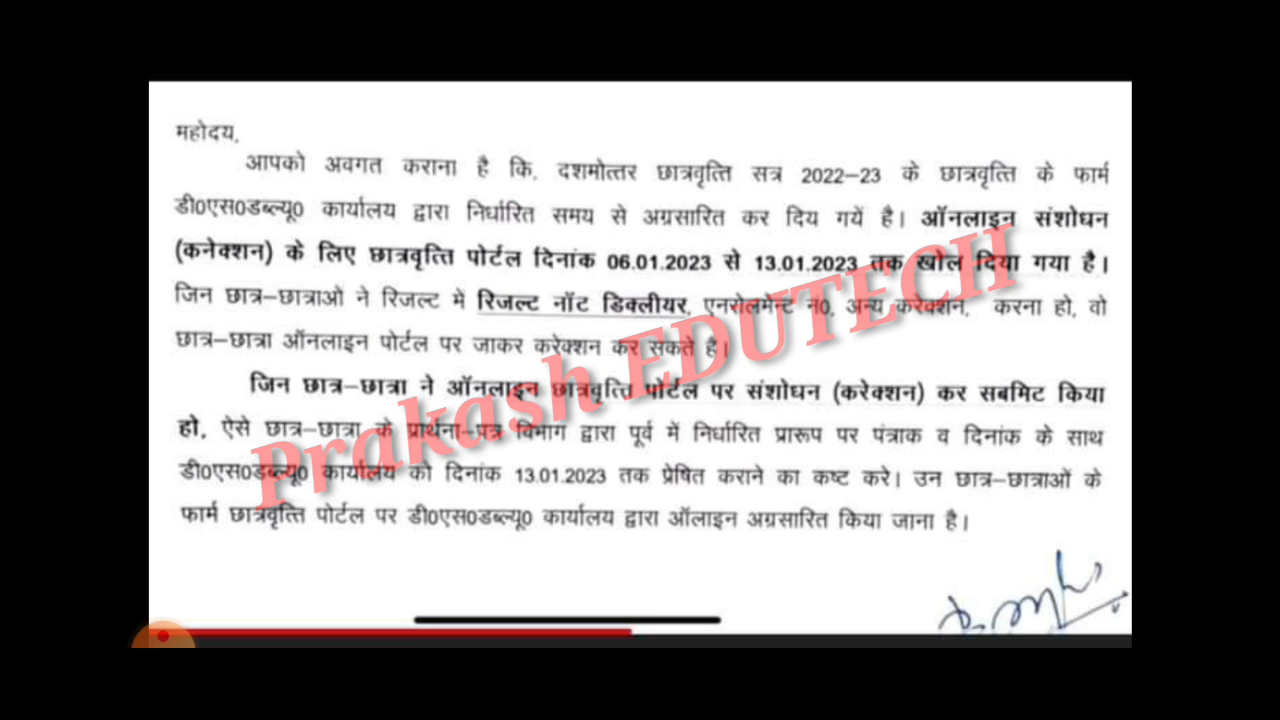 महोदय,
आपको अवगत कराना है कि, दशमोत्तर छात्रवृत्ति सत्र 2022–23 के छात्रवृत्ति के फार्म
डी0एस0डब्ल्यू0 कार्यालय द्वारा निर्धारित समय से अग्रसारित कर दिय गयें है। ऑनलाइन संशोधन
(कनेक्शन) के लिए छात्रवृत्ति पोर्टल दिनांक 06.01.2023 से 13.01.2023 तक खोल दिया गया है।
जिन छात्र–छात्राओं ने रिजल्ट में रिजल्ट नॉट डिक्लीयर, एनरोलमेन्ट न0, अन्य करेक्शन, करना हो, वो
छात्र–छात्रा ऑनलाइन पोर्टल पर जाकर करेक्शन कर सकते है।
जिन छात्र–छात्रा ने ऑनलाइन छात्रवृत्ति पोर्टल पर संशोधन (करेक्शन) कर सबमिट किया
हो, ऐसे छात्र–छात्रा के प्रार्थना–पत्र विभाग द्वारा पूर्व में निर्धारित प्रारूप पर पंत्राक व दिनांक के साथ
डी0एस0डब्ल्यू0 कार्यालय को दिनांक 13.01.2023 तक प्रेषित कराने का कष्ट करे। उन छात्र–छात्राओं के
फार्म छात्रवृत्ति पोर्टल पर डी0एस0डब्ल्यू0 कार्यालय द्वारा ऑलाइन अग्रसारित किया जाना है।
Prakash EDUTECH